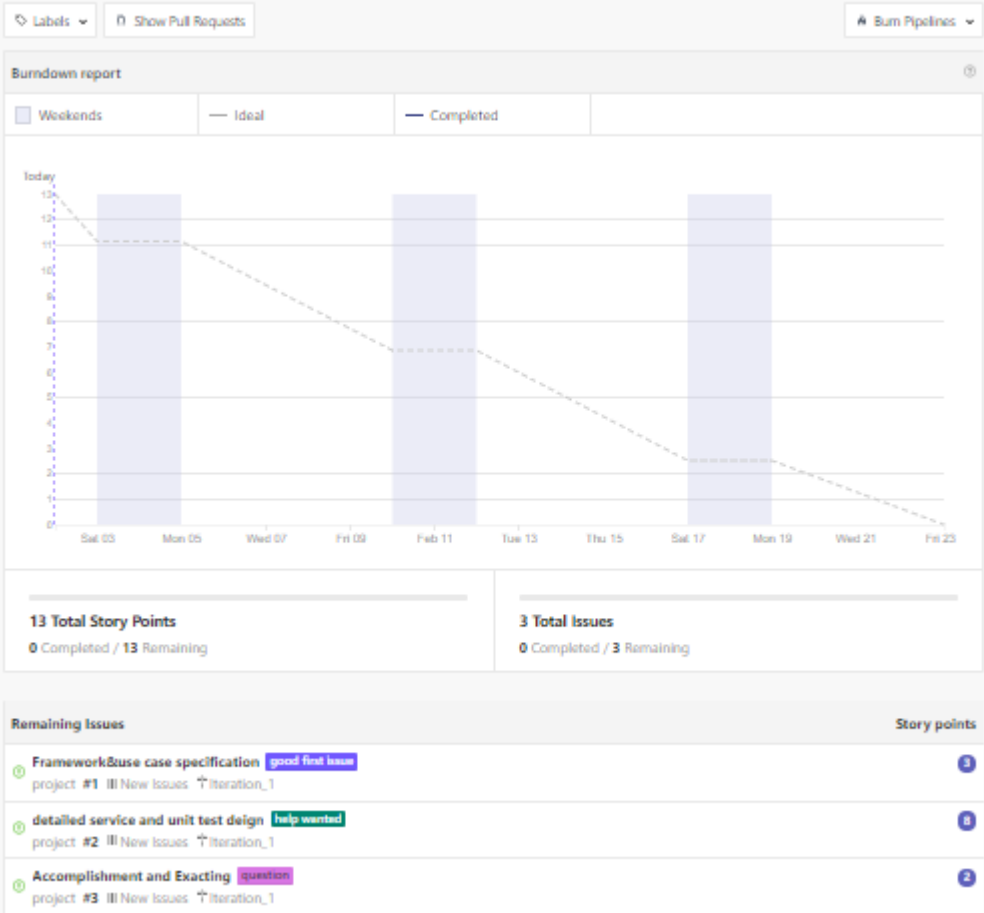 Labels Show Pull Requests Burn Pipelines
Burndown report
Weekends Ideal Completed
Today
13
12
11
10
9
8
7
6
5
4
3
2
1
0
Sat 03 Mon 05 Wed 07 Fri 09 Feb 11 Tue 13 Thu 15 Sat 17 Mon 19 Wed 21 Fri 23
13 Total Story Points
0 Completed / 13 Remaining
3 Total Issues
0 Completed / 3 Remaining
Remaining Issues Story points
Framework&use case specification good first issue 3
project #1 New Issues Iteration_1
detailed service and unit test deign help wanted 8
project #2 New Issues Iteration_1
Accomplishment and Exacting question 2
project #3 New Issues Iteration_1